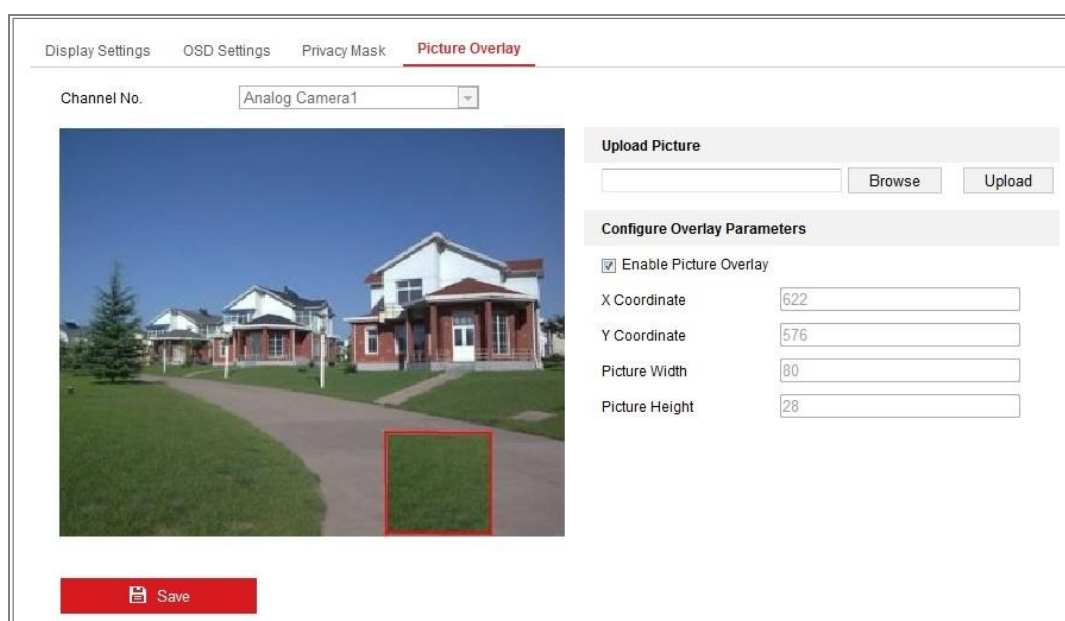 Display Settings OSD Settings Privacy Mask Picture Overlay
Channel No. Analog Camera1
Upload Picture
Browse Upload
Configure Overlay Parameters
Enable Picture Overlay
X Coordinate 622
Y Coordinate 576
Picture Width 80
Picture Height 28
Save